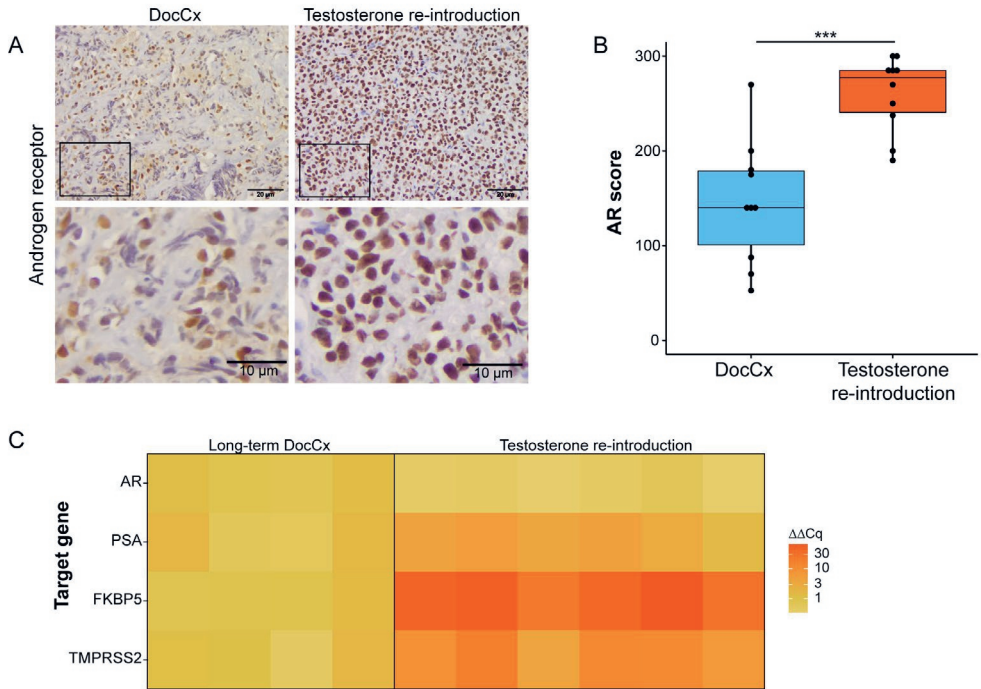 DocCx
Testosterone re-introduction
A
Androgen receptor
20 µm
20 µm
10 µm
10 µm
B
***
AR score
300
200
100
0
DocCx
Testosterone
re-introduction
C
Long-term DocCx
Testosterone re-introduction
Target gene
AR
PSA
FKBP5
TMPRSS2
ΔΔCq
30
10
3
1